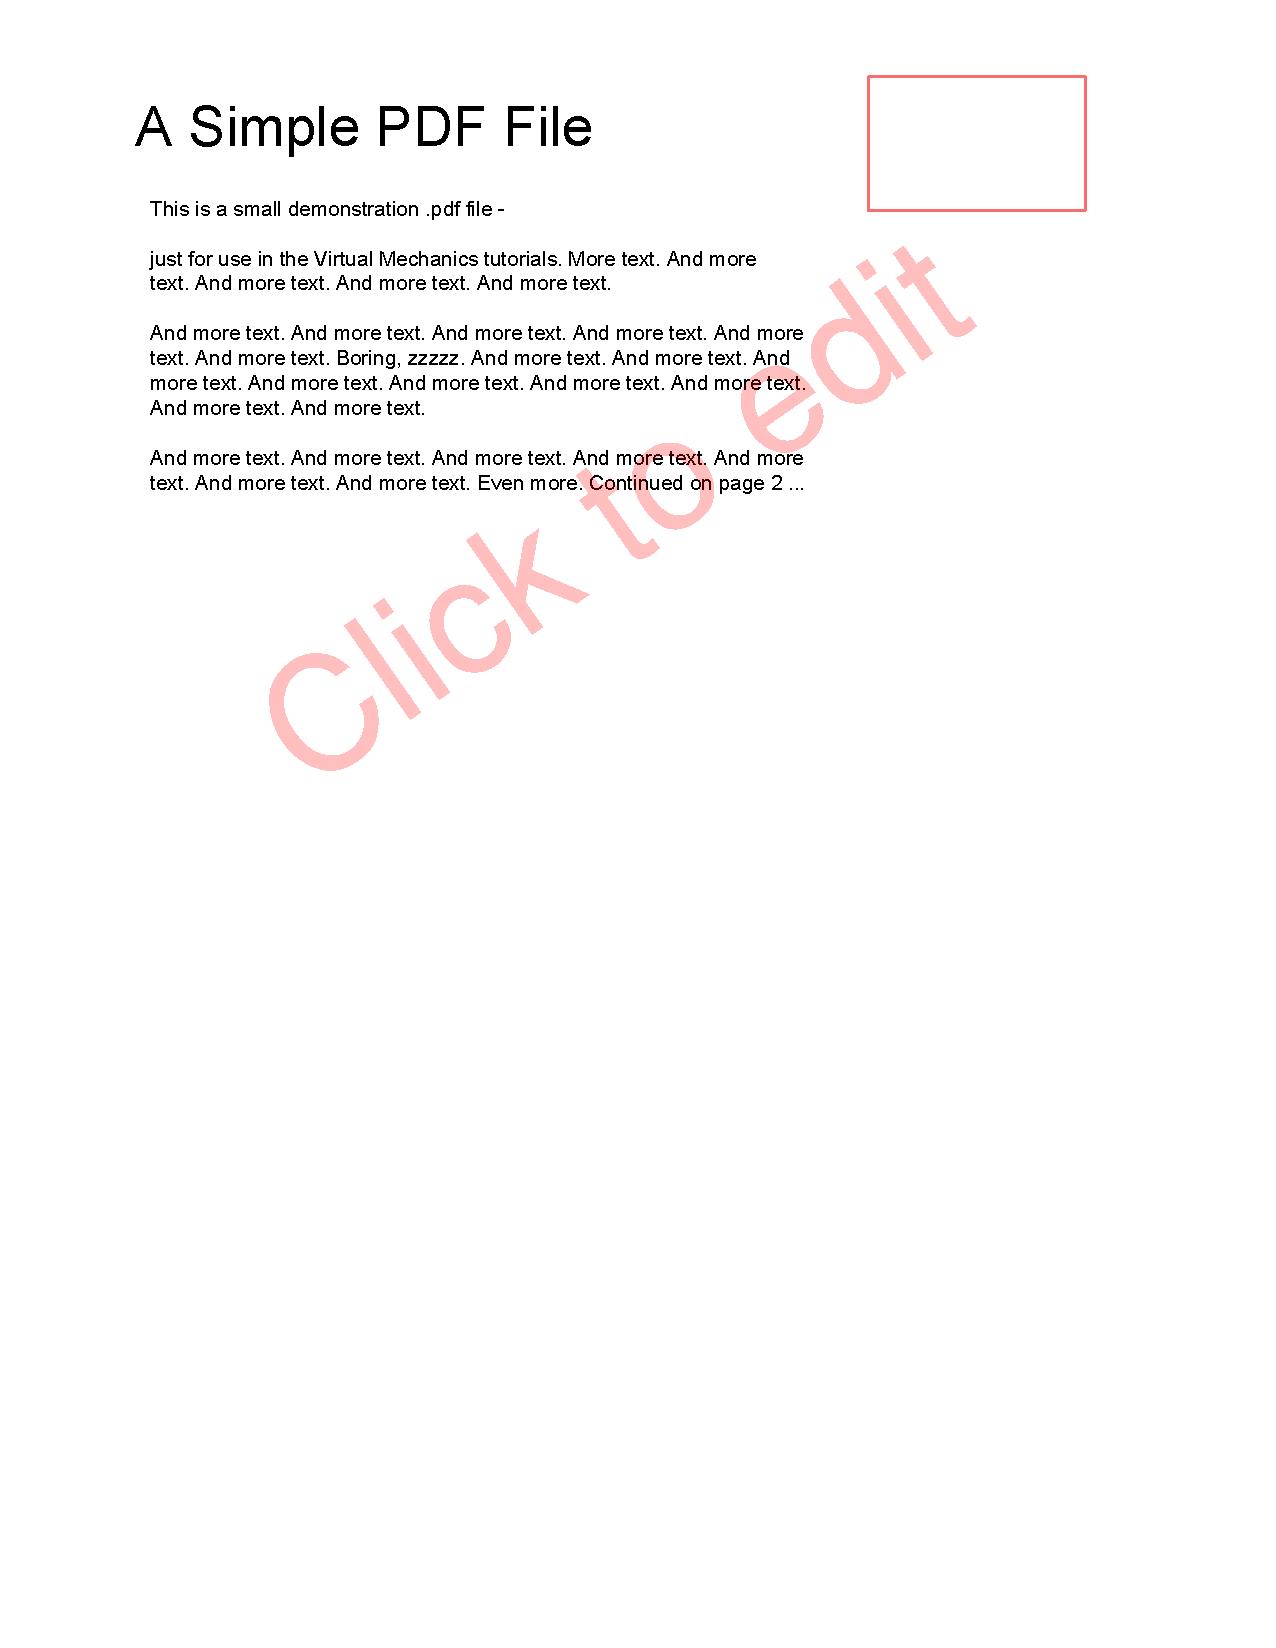 A Simple PDF File
This is a small demonstration .pdf file -
just for use in the Virtual Mechanics tutorials. More text. And more
text. And more text. And more text. And more text.
And more text. And more text. And more text. And more text. And more
text. And more text. Boring, zzzzz. And more text. And more text. And
more text. And more text. And more text. And more text. And more text.
And more text. And more text.
And more text. And more text. And more text. And more text. And more
text. And more text. And more text. Even more. Continued on page 2 ...
Click to edit